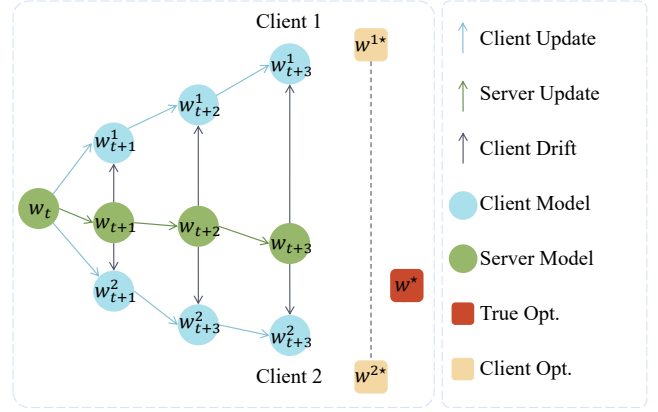 Client 1
w^{1⋆}
w^1_{t+3}
w^1_{t+2}
w^1_{t+1}
w_t
w_{t+1}
w_{t+2}
w_{t+3}
w^⋆
w^2_{t+1}
w^2_{t+3}
w^2_{t+3}
Client 2
w^{2⋆}
Client Update
Server Update
Client Drift
Client Model
Server Model
True Opt.
Client Opt.